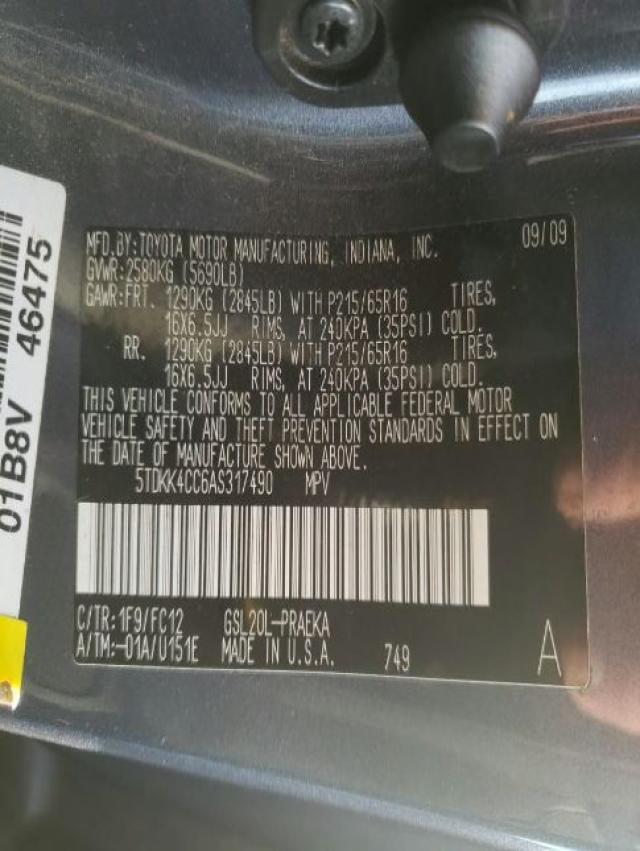 MFD.BY:TOYOTA MOTOR MANUFACTURING, INDIANA, INC. 09/09
GVWR:2580KG (5690LB)
GAWR:FRT. 1290KG (2845LB) WITH P215/65R16 TIRES,
16X6.5JJ RIMS, AT 240KPA (35PSI) COLD.
RR. 1290KG (2845LB) WITH P215/65R16 TIRES,
16X6.5JJ RIMS, AT 240KPA (35PSI) COLD.
THIS VEHICLE CONFORMS TO ALL APPLICABLE FEDERAL MOTOR
VEHICLE SAFETY AND THEFT PREVENTION STANDARDS IN EFFECT ON
THE DATE OF MANUFACTURE SHOWN ABOVE.
5TDKK4CC6AS317490 MPV
C/TR:1F9/FC12 GSL20L-PRAEKA
A/TM:-01A/U151E MADE IN U.S.A. 749 A
01B8V 46475